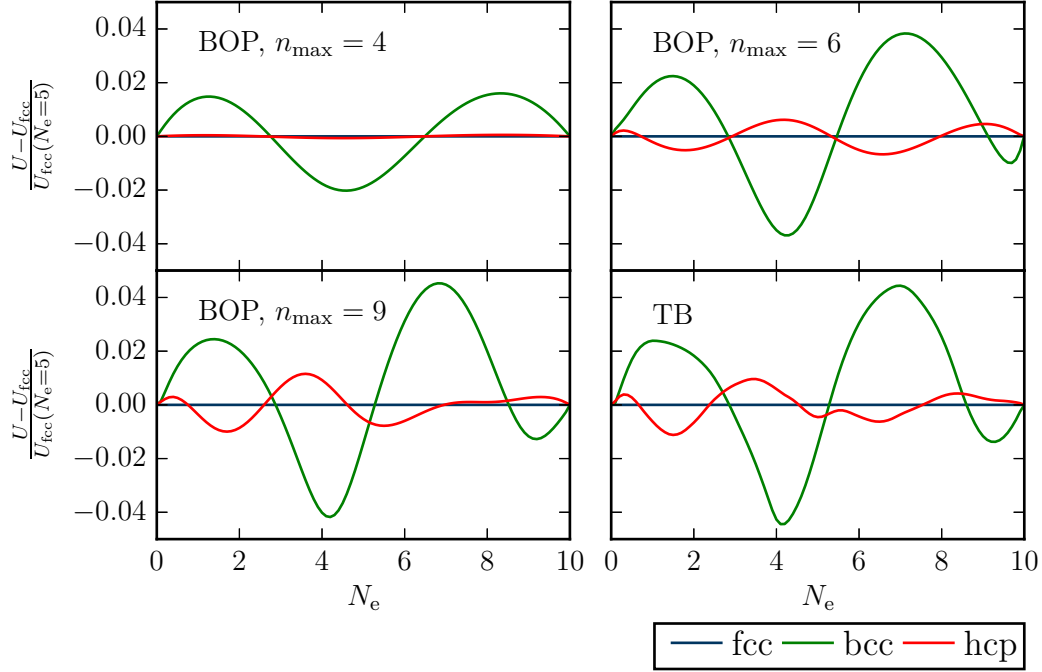 BOP, n_max = 4
BOP, n_max = 6
0.04
0.02
0.00
−0.02
−0.04
U−U_fcc
U_fcc(N_e=5)
BOP, n_max = 9
TB
0.04
0.02
0.00
−0.02
−0.04
U−U_fcc
U_fcc(N_e=5)
0 2 4 6 8 10
0 2 4 6 8 10
N_e
N_e
fcc bcc hcp